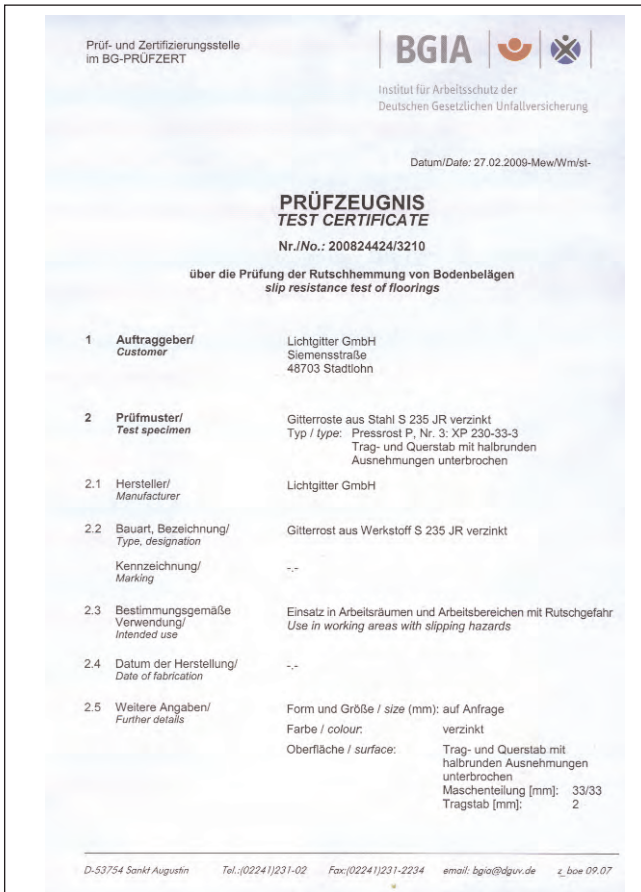 Prüf- und Zertifizierungsstelle
im BG-PRÜFZERT
BGIA
Institut für Arbeitsschutz der
Deutschen Gesetzlichen Unfallversicherung
Datum/Date: 27.02.2009-Mew/Wm/st-
PRÜFZEUGNIS
TEST CERTIFICATE
Nr./No.: 200824424/3210
über die Prüfung der Rutschhemmung von Bodenbelägen
slip resistance test of floorings
1 Auftraggeber/ Lichtgitter GmbH
Customer Siemensstraße
48703 Stadtlohn
2 Prüfmuster/ Gitterroste aus Stahl S 235 JR verzinkt
Test specimen Typ / type: Pressrost P, Nr. 3: XP 230-33-3
Trag- und Querstab mit halbrunden
Ausnehmungen unterbrochen
2.1 Hersteller/ Lichtgitter GmbH
Manufacturer
2.2 Bauart, Bezeichnung/ Gitterrost aus Werkstoff S 235 JR verzinkt
Type, designation
Kennzeichnung/ -.-
Marking
2.3 Bestimmungsgemäße Einsatz in Arbeitsräumen und Arbeitsbereichen mit Rutschgefahr
Verwendung/ Use in working areas with slipping hazards
Intended use
2.4 Datum der Herstellung/ -.-
Date of fabrication
2.5 Weitere Angaben/ Form und Größe / size (mm): auf Anfrage
Further details
Farbe / colour: verzinkt
Oberfläche / surface: Trag- und Querstab mit
halbrunden Ausnehmungen
unterbrochen
Maschenteilung [mm]: 33/33
Tragstab [mm]: 2
D-53754 Sankt Augustin Tel.:(02241)231-02 Fax:(02241)231-2234 email: bgia@dguv.de z_boe 09.07